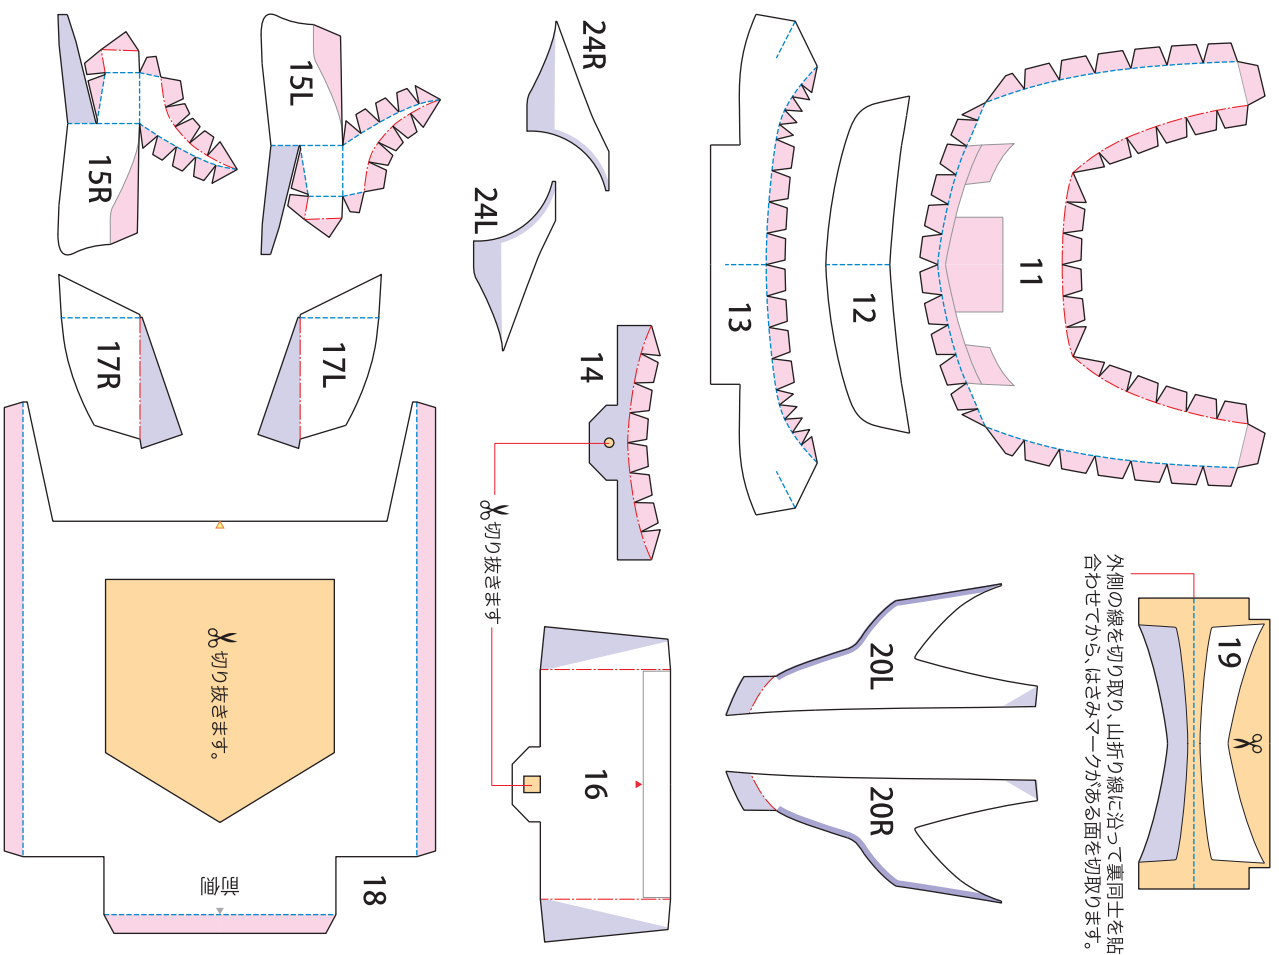 24R
15L
15R
24L
11
13
12
14
17R
17L
切り抜きます
19
外側の線を切り取り、山折り線に沿って裏同士を貼
合わせてから、はさみマークがある面を切取ります。
20L
20R
16
切り抜きます。
18
前側